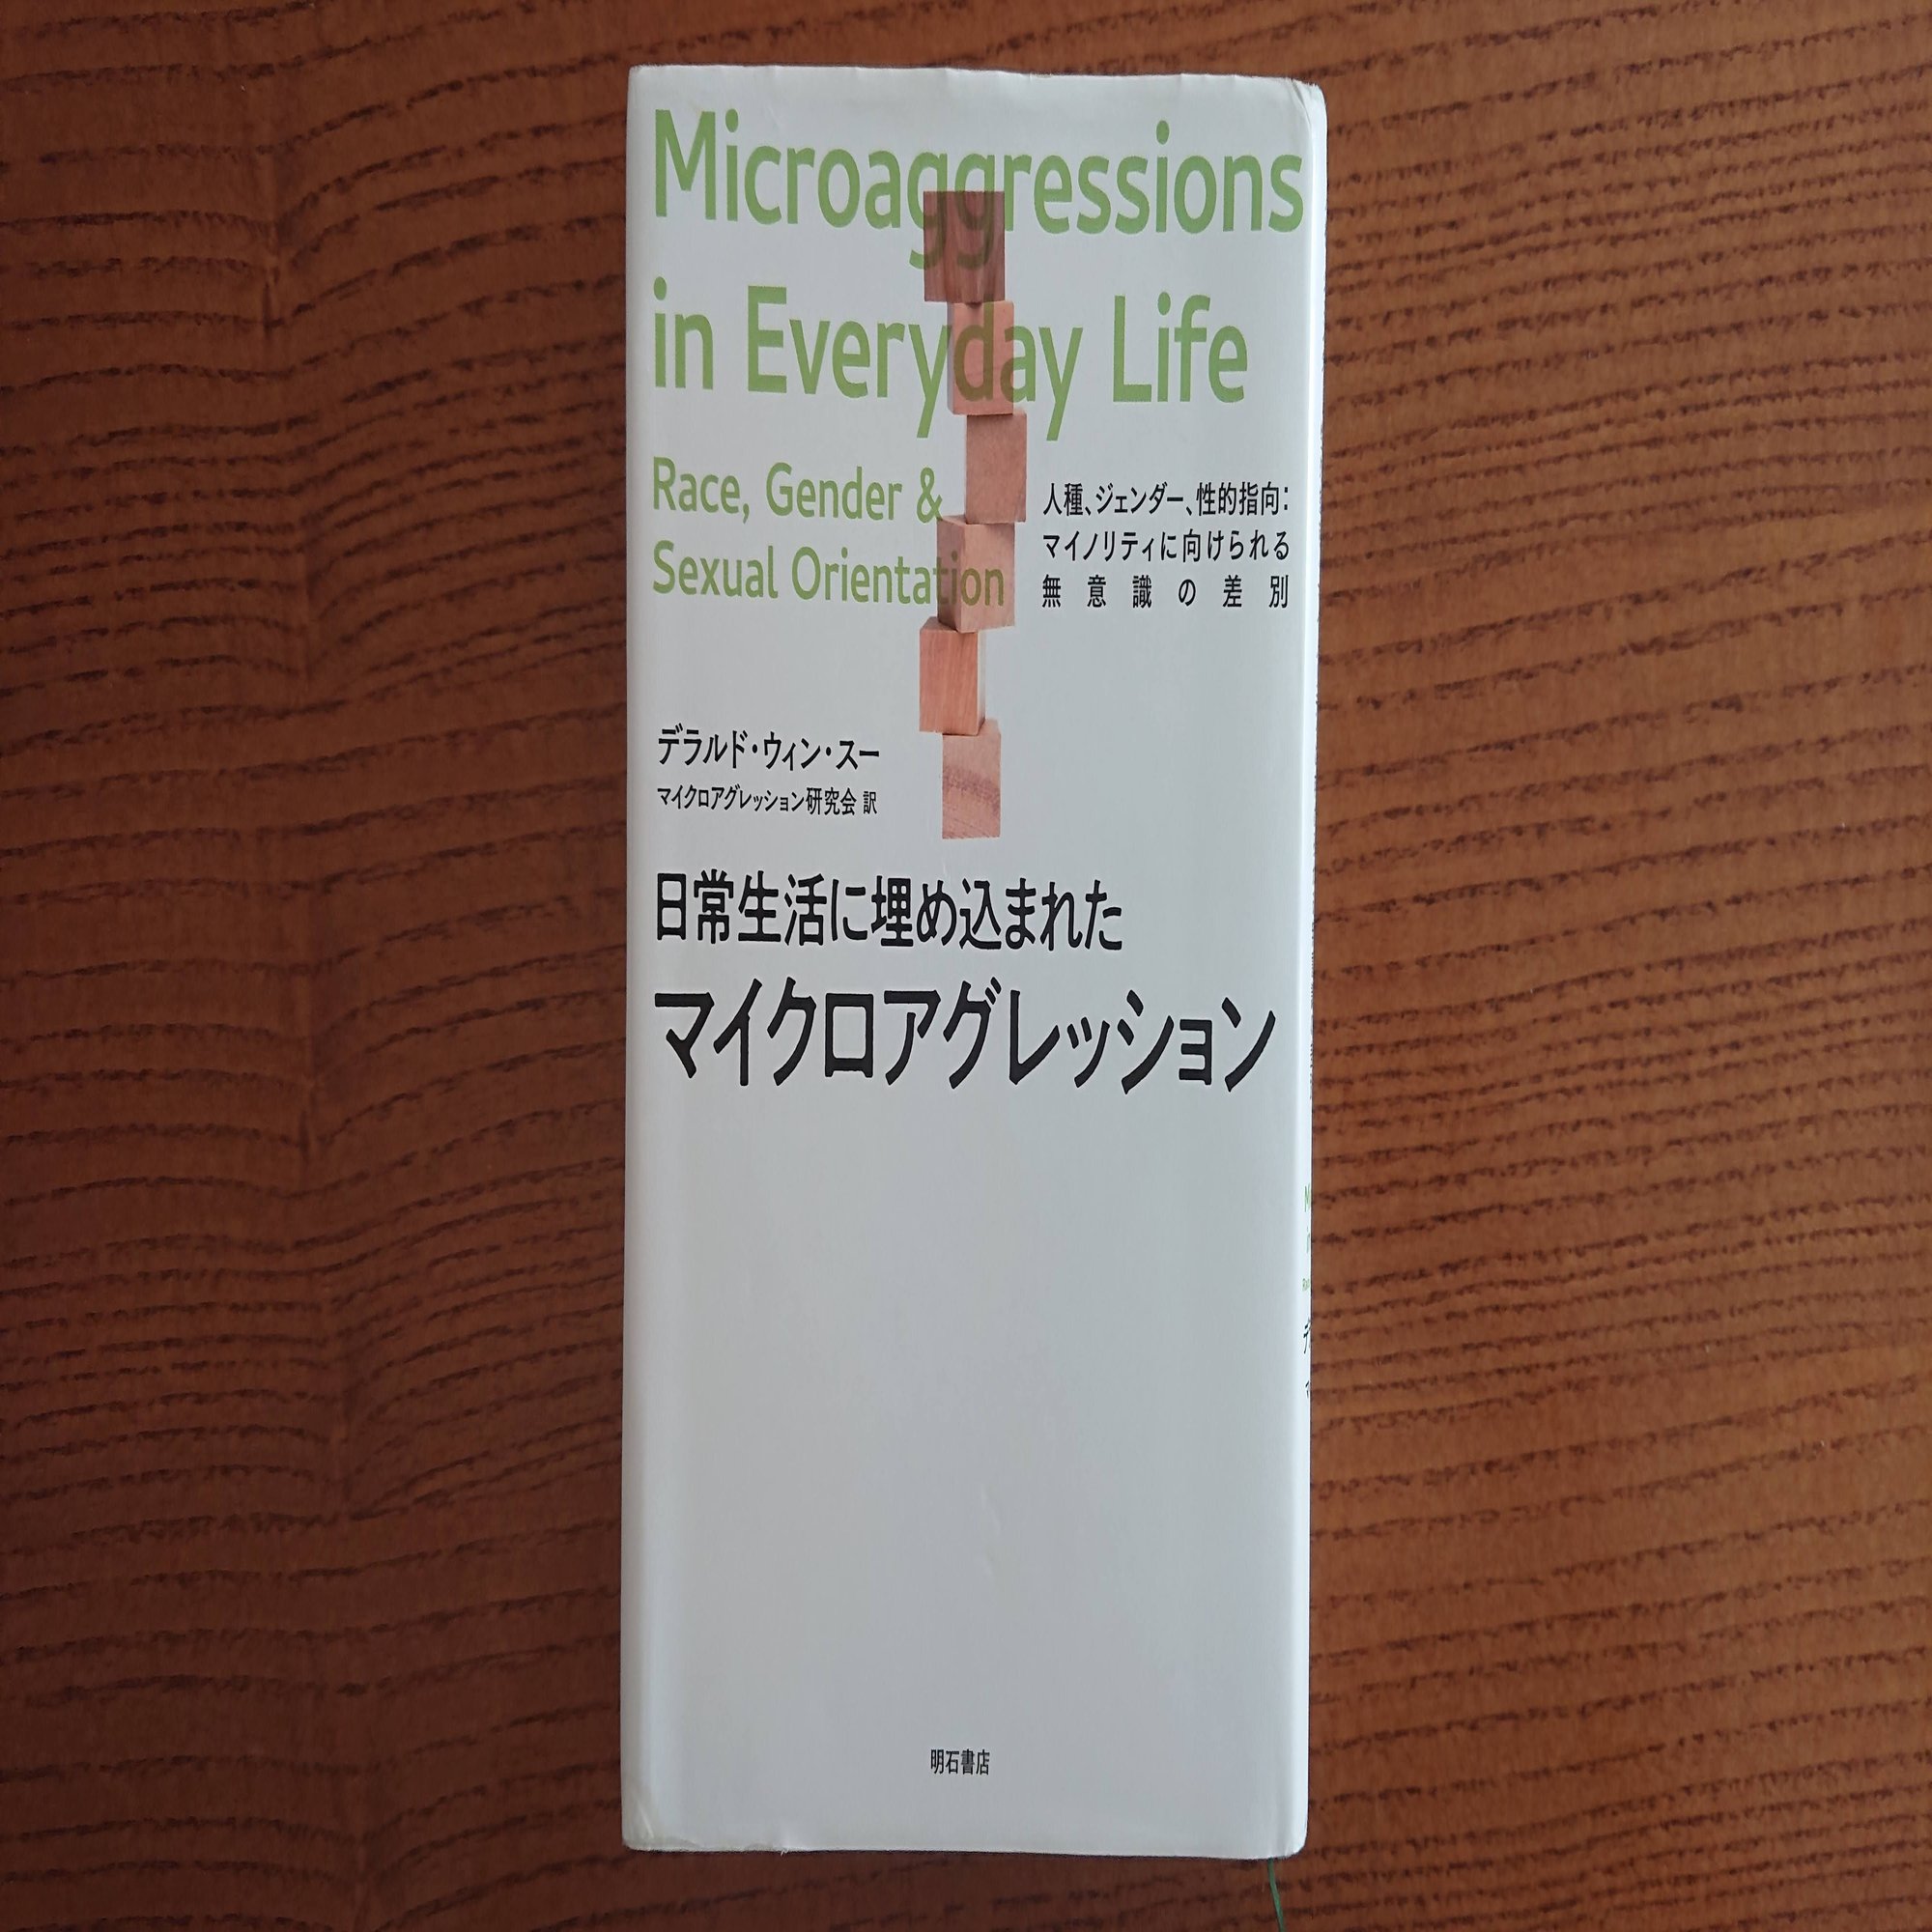 Microaggressions
in Everyday Life
Race, Gender &
Sexual Orientation
人種、ジェンダー、性的指向：
マイノリティに向けられる
無意識の差別
デラルド・ウィン・スー
マイクロアグレッション研究会 訳
日常生活に埋め込まれた
マイクロアグレッション
明石書店